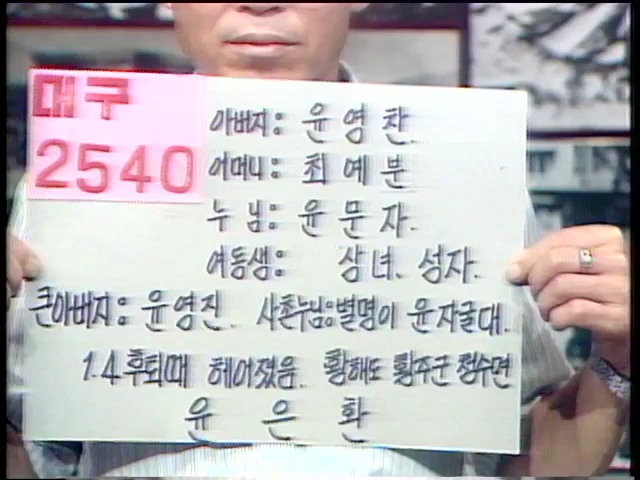 대구
2540
아버지: 윤영찬.
어머니: 최예분
누님: 윤문자.
여동생: 상녀. 성자.
큰아버지: 윤영진. 사촌누님:별명이 윤자글대.
1.4후퇴때 헤어졌음. 황해도 황주군 청수면
윤은환